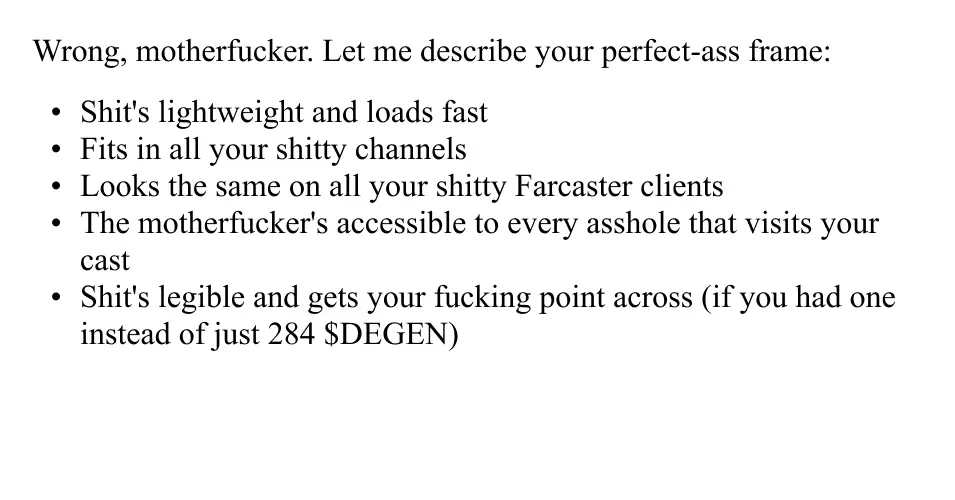 Wrong, motherfucker. Let me describe your perfect-ass frame:
• Shit's lightweight and loads fast
• Fits in all your shitty channels
• Looks the same on all your shitty Farcaster clients
• The motherfucker's accessible to every asshole that visits your
cast
• Shit's legible and gets your fucking point across (if you had one
instead of just 284 $DEGEN)